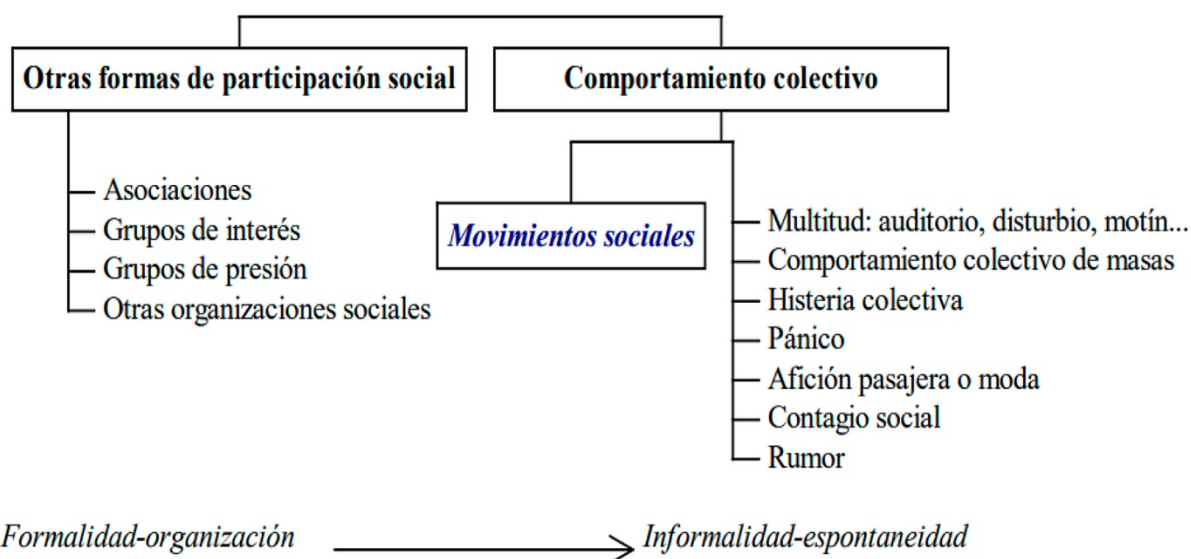 Otras formas de participación social
Comportamiento colectivo
Asociaciones
Grupos de interés
Grupos de presión
Otras organizaciones sociales
Movimientos sociales
Multitud: auditorio, disturbio, motín...
Comportamiento colectivo de masas
Histeria colectiva
Pánico
Afición pasajera o moda
Contagio social
Rumor
Formalidad-organización
Informalidad-espontaneidad